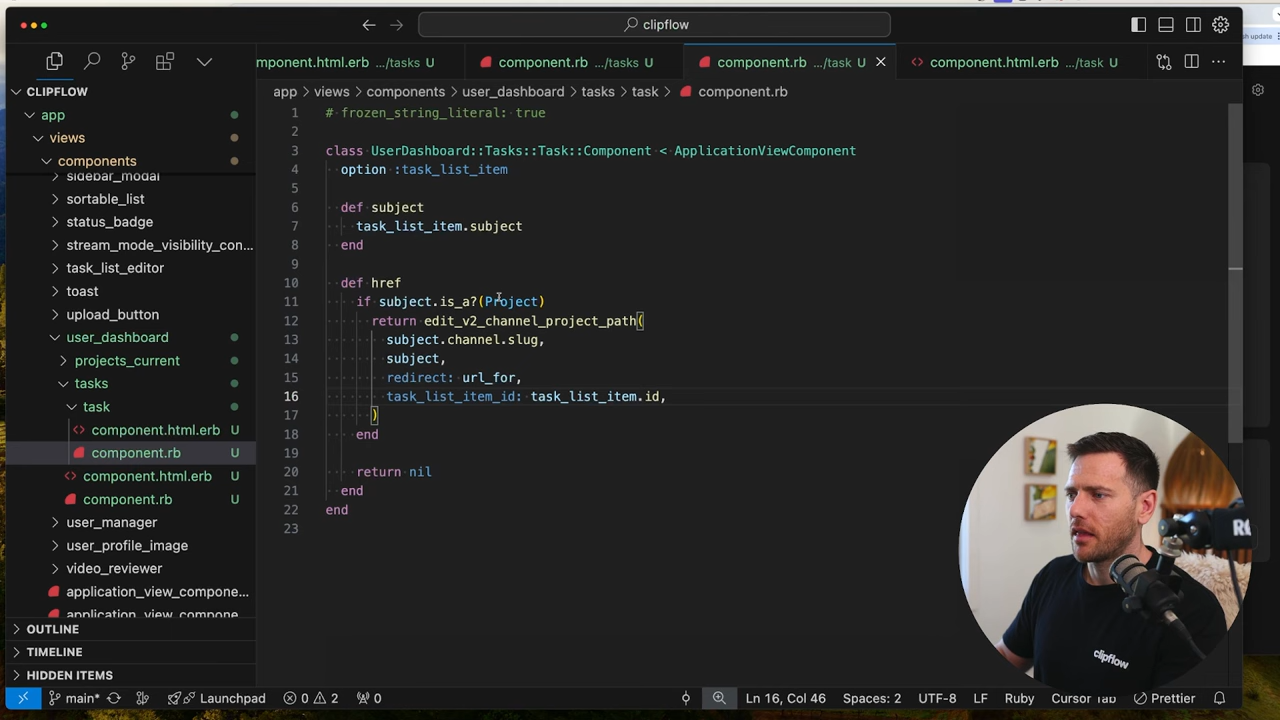 clipflow
sh update
mponent.html.erb .../tasks U
component.rb .../tasks U
component.rb .../task U
component.html.erb .../task U
CLIPFLOW
app > views > components > user_dashboard > tasks > task > component.rb
app
views
components
sidebar_modal
sortable_list
status_badge
stream_mode_visibility_con...
task_list_editor
toast
upload_button
user_dashboard
projects_current
tasks
task
component.html.erb U
component.rb U
component.html.erb U
component.rb U
user_manager
user_profile_image
video_reviewer
application_view_compone...
application_view_compone
OUTLINE
TIMELINE
HIDDEN ITEMS
1 # frozen_string_literal: true
2
3 class UserDashboard::Tasks::Task::Component < ApplicationViewComponent
4 option :task_list_item
5
6 def subject
7 task_list_item.subject
8 end
9
10 def href
11 if subject.is_a?(Project)
12 return edit_v2_channel_project_path(
13 subject.channel.slug,
14 subject,
15 redirect: url_for,
16 task_list_item_id: task_list_item.id,
17 )
18 end
19
20 return nil
21 end
22 end
23
clipflow
main* Launchpad 0 2 0 Ln 16, Col 46 Spaces: 2 UTF-8 LF Ruby Cursor Tab Prettier